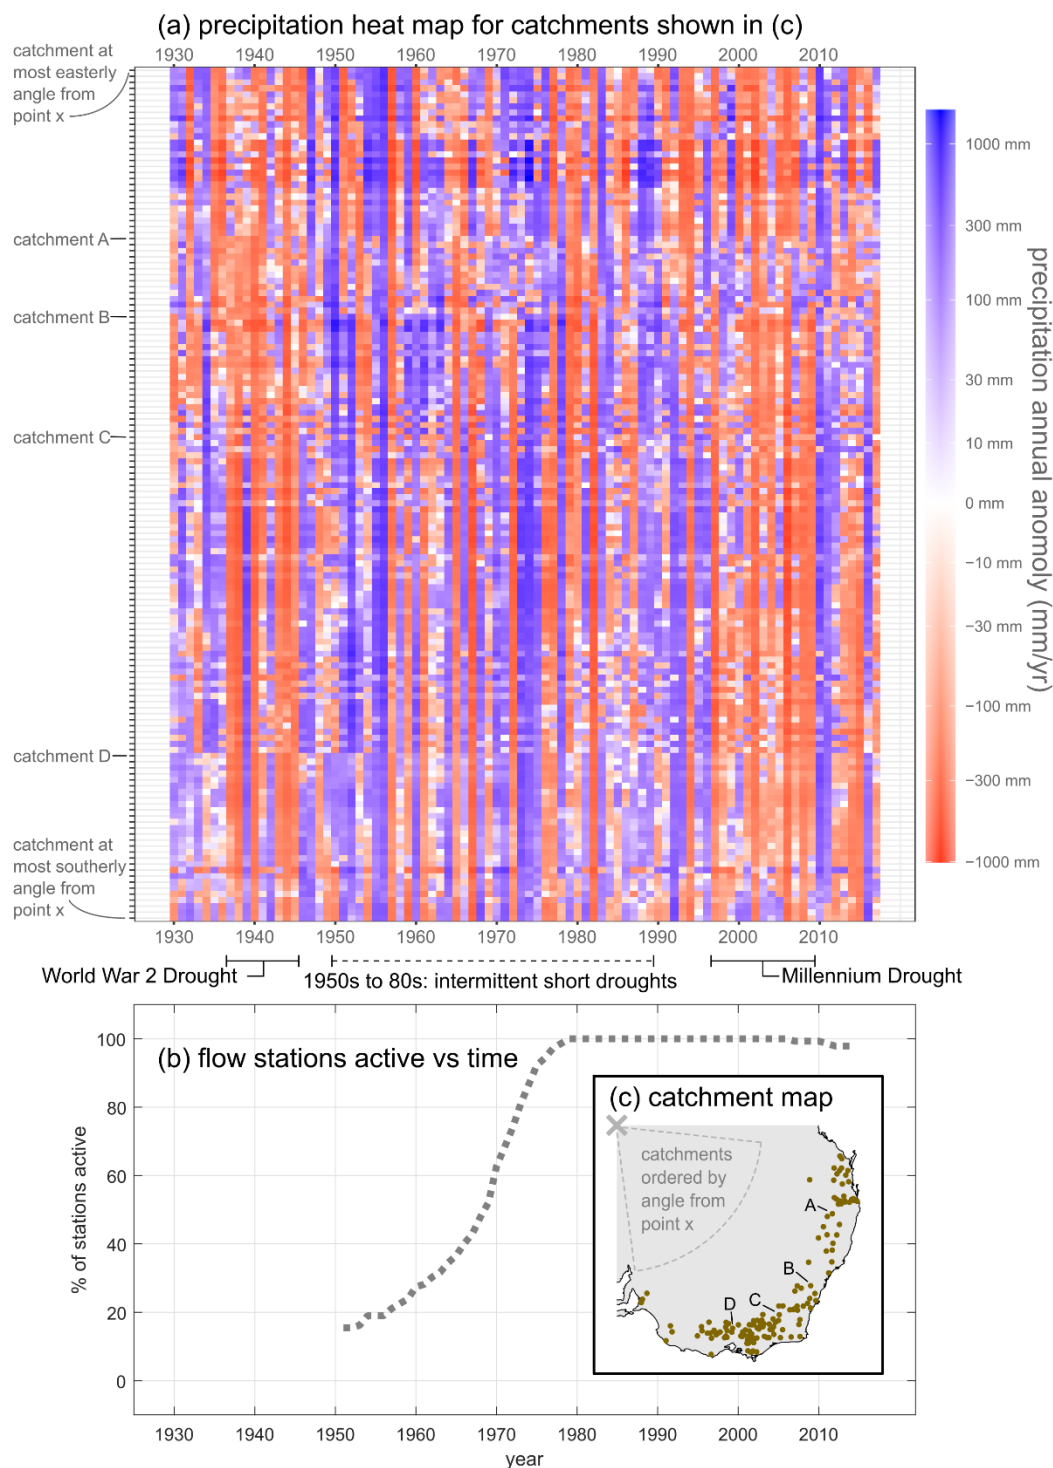 (a) precipitation heat map for catchments shown in (c)
1930 1940 1950 1960 1970 1980 1990 2000 2010
catchment at
most easterly
angle from
point x
catchment A
catchment B
catchment C
catchment D
catchment at
most southerly
angle from
point x
1000 mm
300 mm
100 mm
30 mm
10 mm
0 mm
−10 mm
−30 mm
−100 mm
−300 mm
−1000 mm
precipitation annual anomoly (mm/yr)
1930 1940 1950 1960 1970 1980 1990 2000 2010
World War 2 Drought
1950s to 80s: intermittent short droughts
Millennium Drought
(b) flow stations active vs time
% of stations active
100
80
60
40
20
0
(c) catchment map
catchments
ordered by
angle from
point x
A
B
C
D
1930 1940 1950 1960 1970 1980 1990 2000 2010
year